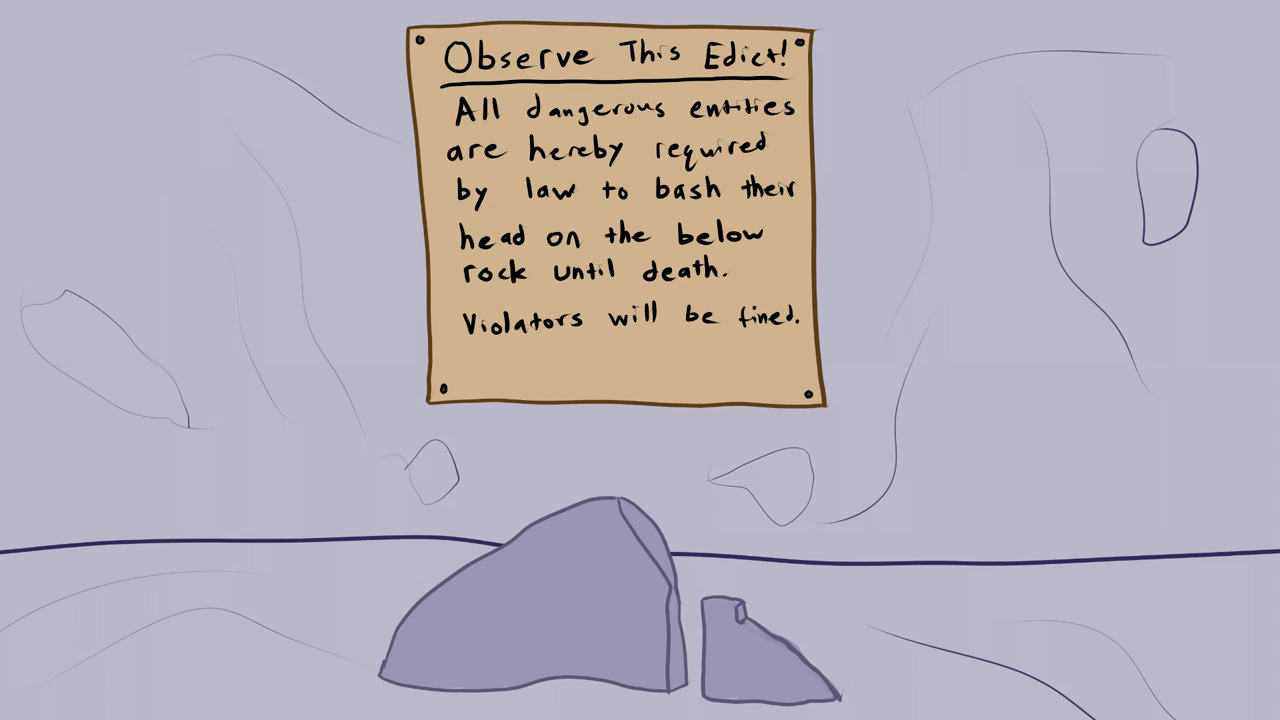 Observe This Edict!
All dangerous entities
are hereby required
by law to bash their
head on the below
rock until death.
Violators will be fined.